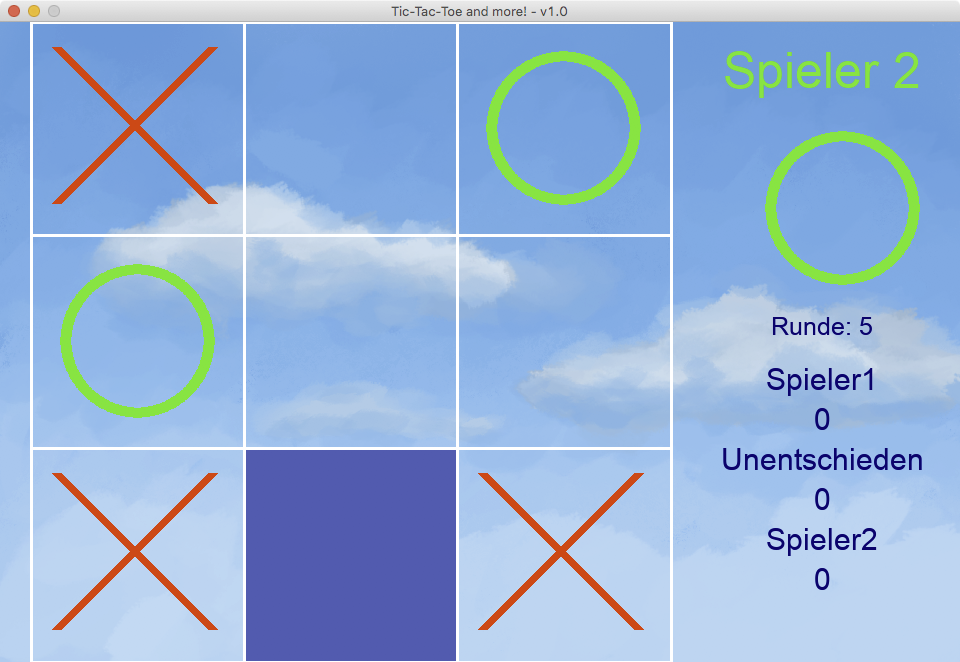 Tic-Tac-Toe and more! - v1.0
Spieler 2
Runde: 5
Spieler1
0
Unentschieden
0
Spieler2
0